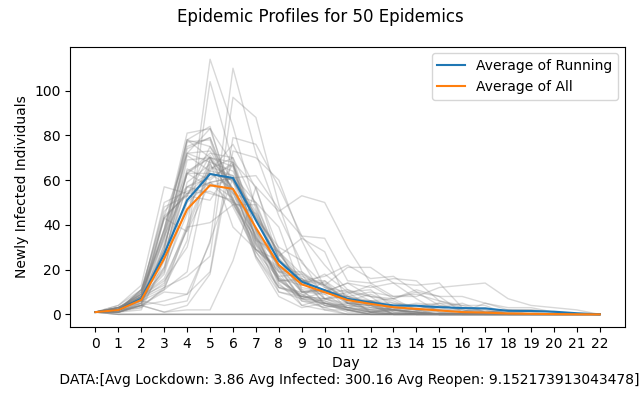 Epidemic Profiles for 50 Epidemics
Average of Running
Average of All
Newly Infected Individuals
100
80
60
40
20
0
0 1 2 3 4 5 6 7 8 9 10 11 12 13 14 15 16 17 18 19 20 21 22
Day
DATA:[Avg Lockdown: 3.86 Avg Infected: 300.16 Avg Reopen: 9.152173913043478]